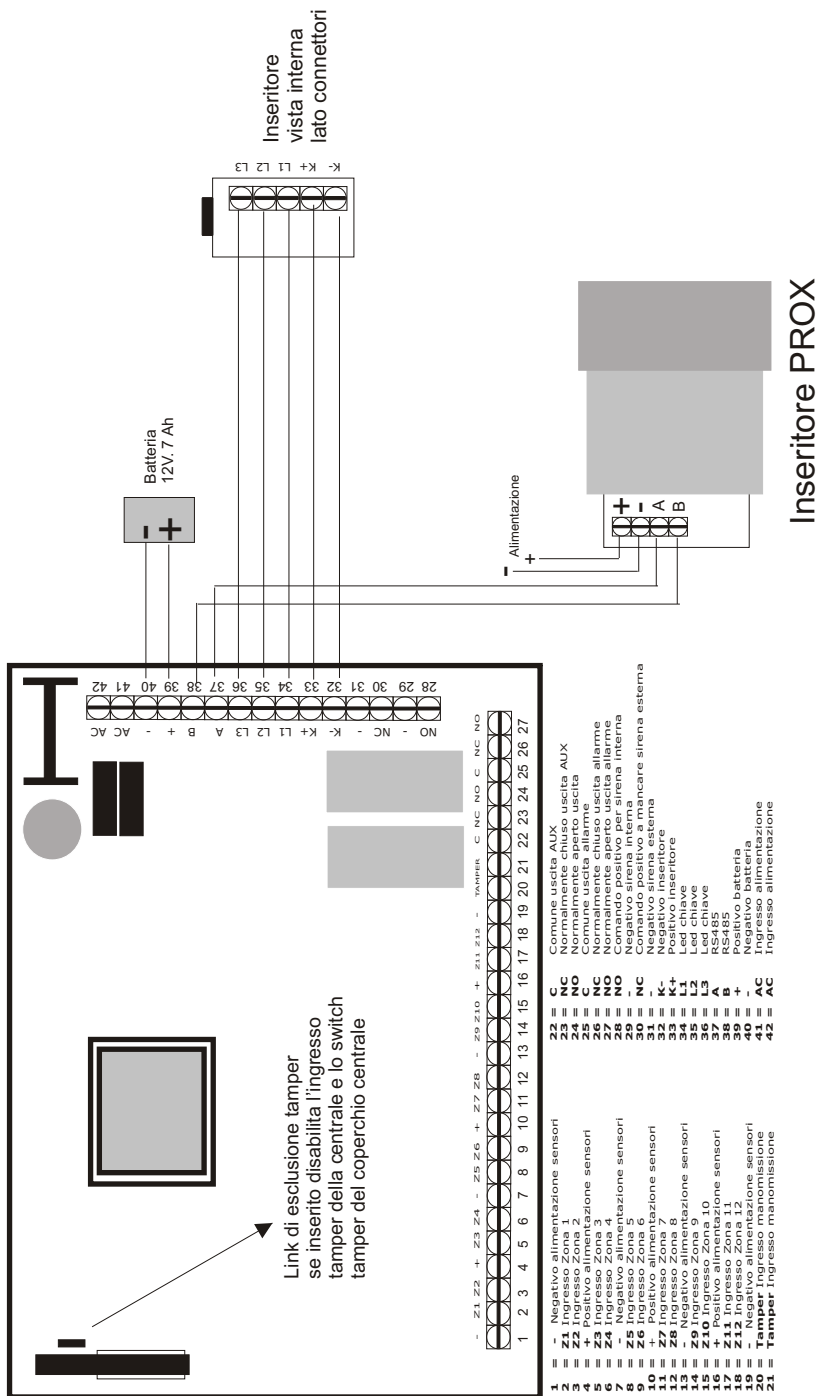 Inseritore
vista interna
lato connettori
L3
L2
L1
K+
K-
Batteria
12V. 7 Ah
-
+
Alimentazione
-
+
+
-
A
B
Inseritore PROX
42
41
40
39
38
37
36
35
34
33
32
31
30
29
28
AC
AC
-
+
B
A
L3
L2
L1
K+
K-
-
NC
-
NO
Link di esclusione tamper
se inserito disabilita l'ingresso
tamper della centrale e lo switch
tamper del coperchio centrale
- Z1 Z2 + Z3 Z4 - Z5 Z6 + Z7 Z8 - Z9 Z10 + Z11 Z12 - TAMPER C NC NO C NC NO
1 2 3 4 5 6 7 8 9 10 11 12 13 14 15 16 17 18 19 20 21 22 23 24 25 26 27
1 = - Negativo alimentazione sensori
2 = Z1 Ingresso Zona 1
3 = Z2 Ingresso Zona 2
4 = + Positivo alimentazione sensori
5 = Z3 Ingresso Zona 3
6 = Z4 Ingresso Zona 4
7 = - Negativo alimentazione sensori
8 = Z5 Ingresso Zona 5
9 = Z6 Ingresso Zona 6
10 = + Positivo alimentazione sensori
11 = Z7 Ingresso Zona 7
12 = Z8 Ingresso Zona 8
13 = - Negativo alimentazione sensori
14 = Z9 Ingresso Zona 9
15 = Z10 Ingresso Zona 10
16 = + Positivo alimentazione sensori
17 = Z11 Ingresso Zona 11
18 = Z12 Ingresso Zona 12
19 = - Negativo alimentazione sensori
20 = Tamper Ingresso manomissione
21 = Tamper Ingresso manomissione
22 = C Comune uscita AUX
23 = NC Normalmente chiuso uscita AUX
24 = NO Normalmente aperto uscita
25 = C Comune uscita allarme
26 = NC Normalmente chiuso uscita allarme
27 = NO Normalmente aperto uscita allarme
28 = NO Comando positivo per sirena interna
29 = - Negativo sirena interna
30 = NC Comando positivo a mancare sirena esterna
31 = - Negativo sirena esterna
32 = K- Negativo inseritore
33 = K+ Positivo inseritore
34 = L1 Led chiave
35 = L2 Led chiave
36 = L3 Led chiave
37 = A RS485
38 = B RS485
39 = + Positivo batteria
40 = - Negativo batteria
41 = AC Ingresso alimentazione
42 = AC Ingresso alimentazione